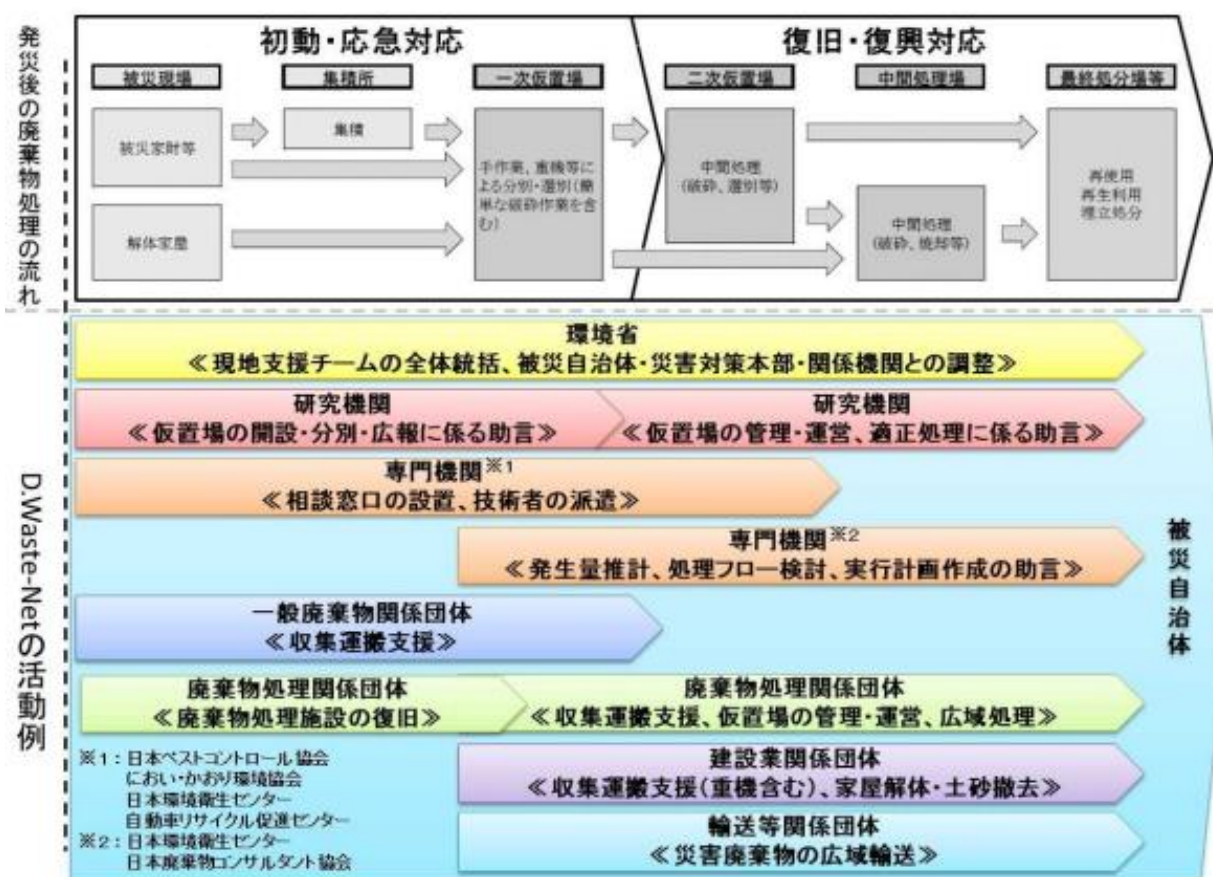 発災後の廃棄物処理の流れ
初動・応急対応
復旧・復興対応
被災現場
集積所
一次仮置場
二次仮置場
中間処理場
最終処分場等
被災家財等
集積
手作業、重機等に
よる分別・選別(簡
単な破砕作業を含
む)
解体家屋
中間処理
(破砕、選別等)
中間処理
(破砕、焼却等)
再使用
再生利用
埋立処分
D.Waste-Netの活動例
環境省
≪現地支援チームの全体統括、被災自治体・災害対策本部・関係機関との調整≫
研究機関
≪仮置場の開設・分別・広報に係る助言≫
研究機関
≪仮置場の管理・運営、適正処理に係る助言≫
専門機関※1
≪相談窓口の設置、技術者の派遣≫
専門機関※2
≪発生量推計、処理フロー検討、実行計画作成の助言≫
一般廃棄物関係団体
≪収集運搬支援≫
廃棄物処理関係団体
≪廃棄物処理施設の復旧≫
廃棄物処理関係団体
≪収集運搬支援、仮置場の管理・運営、広域処理≫
建設業関係団体
≪収集運搬支援(重機含む)、家屋解体・土砂撤去≫
輸送等関係団体
≪災害廃棄物の広域輸送≫
被災自治体
※1:日本ペストコントロール協会
におい・かおり環境協会
日本環境衛生センター
自動車リサイクル促進センター
※2:日本環境衛生センター
日本廃棄物コンサルタント協会